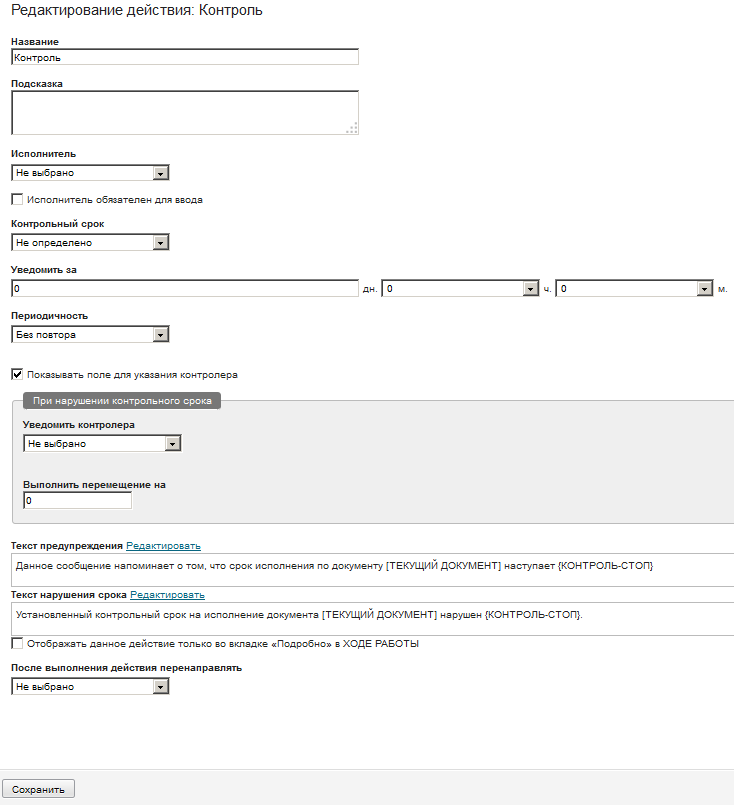 Редактирование действия: Контроль
Название
Контроль
Подсказка
Исполнитель
Не выбрано
Исполнитель обязателен для ввода
Контрольный срок
Не определено
Уведомить за
0 дн. 0 ч. 0 м.
Периодичность
Без повтора
Показывать поле для указания контролера
При нарушении контрольного срока
Уведомить контролера
Не выбрано
Выполнить перемещение на
0
Текст предупреждения Редактировать
Данное сообщение напоминает о том, что срок исполнения по документу [ТЕКУЩИЙ ДОКУМЕНТ] наступает {КОНТРОЛЬ-СТОП}
Текст нарушения срока Редактировать
Установленный контрольный срок на исполнение документа [ТЕКУЩИЙ ДОКУМЕНТ] нарушен {КОНТРОЛЬ-СТОП}.
Отображать данное действие только во вкладке «Подробно» в ХОДЕ РАБОТЫ
После выполнения действия перенаправлять
Не выбрано
Сохранить